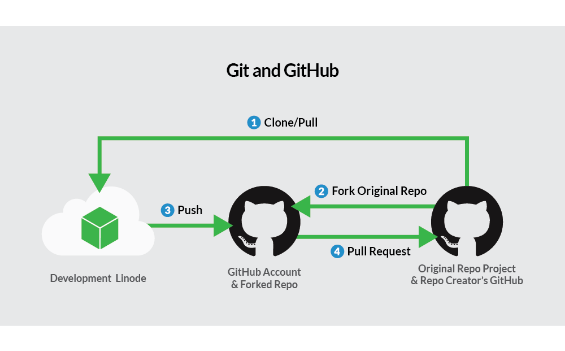 Git and GitHub
1 Clone/Pull
2 Fork Original Repo
3 Push
4 Pull Request
Development Linode
GitHub Account
& Forked Repo
Original Repo Project
& Repo Creator's GitHub